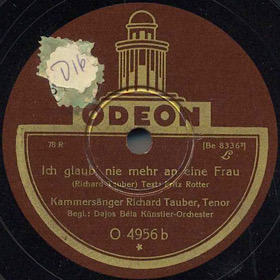 D16
ODEON
78 R
[Be 8336²]
Ich glaub' nie mehr an eine Frau
(Richard Tauber) Text: Fritz Rotter
Kammersänger Richard Tauber, Tenor
Begl.: Dajos Béla Künstler-Orchester
O 4956 b
*